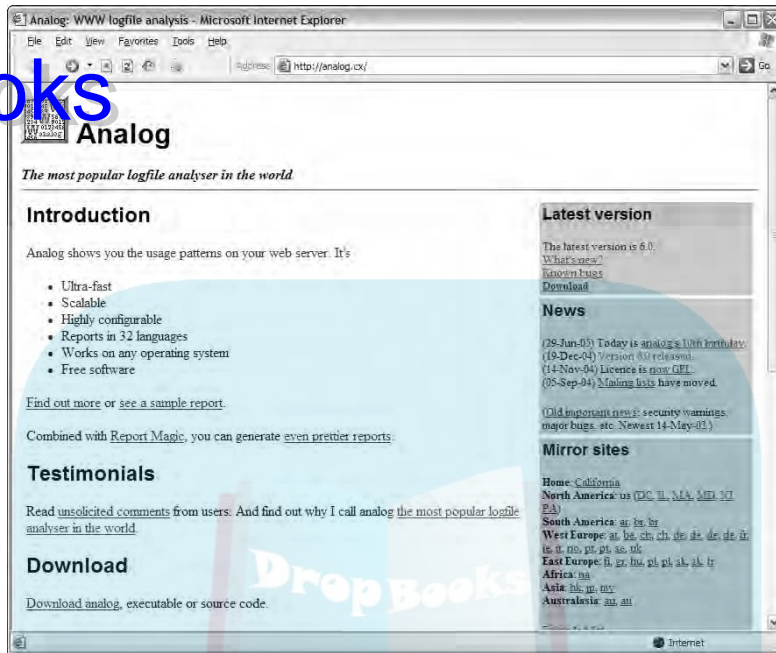 Analog: WWW logfile analysis - Microsoft Internet Explorer
File Edit View Favorites Tools Help
Address http://analog.cx/ Go
oks
Analog
The most popular logfile analyser in the world
Introduction
Analog shows you the usage patterns on your web server. It's
Ultra-fast
Scalable
Highly configurable
Reports in 32 languages
Works on any operating system
Free software
Find out more or see a sample report.
Combined with Report Magic, you can generate even prettier reports.
Testimonials
Read unsolicited comments from users. And find out why I call analog the most popular logfile
analyser in the world.
Download
Download analog, executable or source code.
Latest version
The latest version is 6.0.
What's new?
Known bugs
Download
News
(29-Jun-05) Today is analog's 10th birthday.
(19-Dec-04) Version 6.0 released.
(14-Nov-04) Licence is now GPL.
(05-Sep-04) Mailing lists have moved.
(Old important news: security warnings,
major bugs, etc. Newest 14-May-03.)
Mirror sites
Home: California
North America: us (DC, IL, MA, MD, NJ,
PA)
South America: ar, br, br
West Europe: at, be, ch, ch, de, de, de, de, fr,
ie, it, no, pt, pt, se, uk
East Europe: fi, gr, hu, pl, pl, sk, sk, tr
Africa: na
Asia: hk, jp, my
Australasia: au, au
DropBooks
Internet